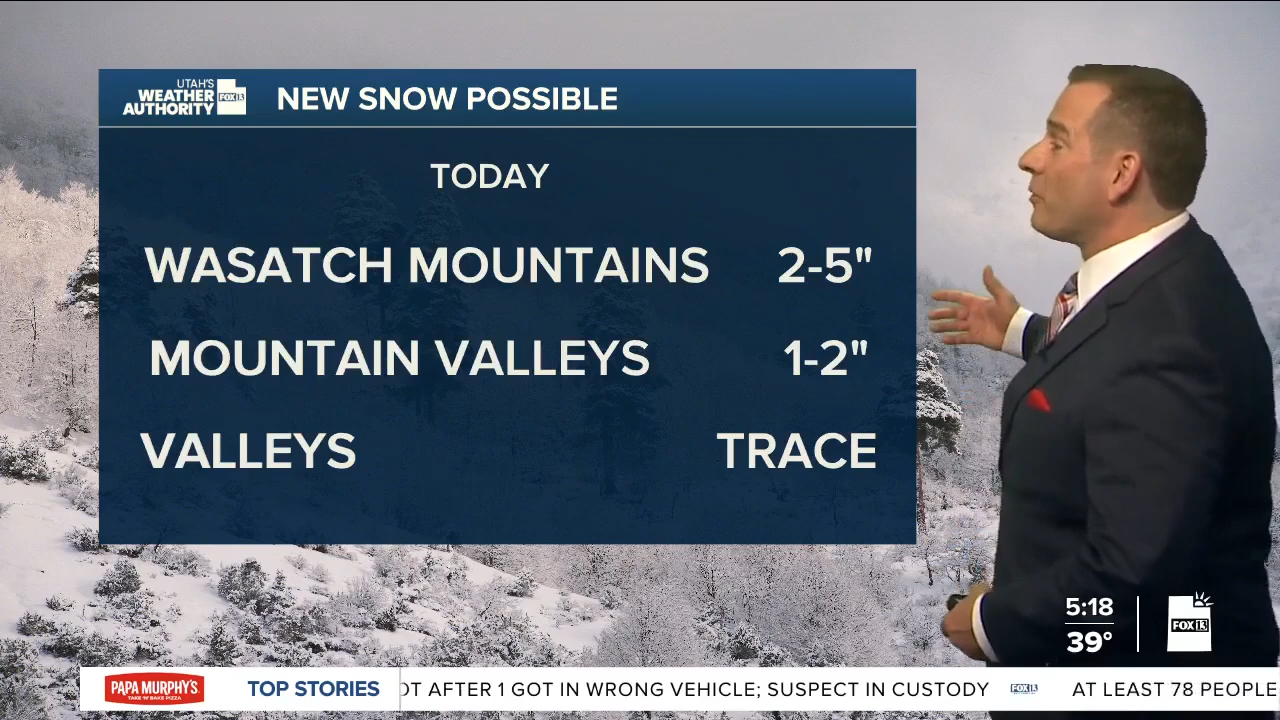 UTAH'S
WEATHER
AUTHORITY
FOX 13
NEW SNOW POSSIBLE
TODAY
WASATCH MOUNTAINS 2-5"
MOUNTAIN VALLEYS 1-2"
VALLEYS TRACE
5:18
39°
FOX 13
PAPA MURPHY'S
TAKE 'N' BAKE PIZZA
TOP STORIES
OT AFTER 1 GOT IN WRONG VEHICLE; SUSPECT IN CUSTODY FOX 13 AT LEAST 78 PEOPLE